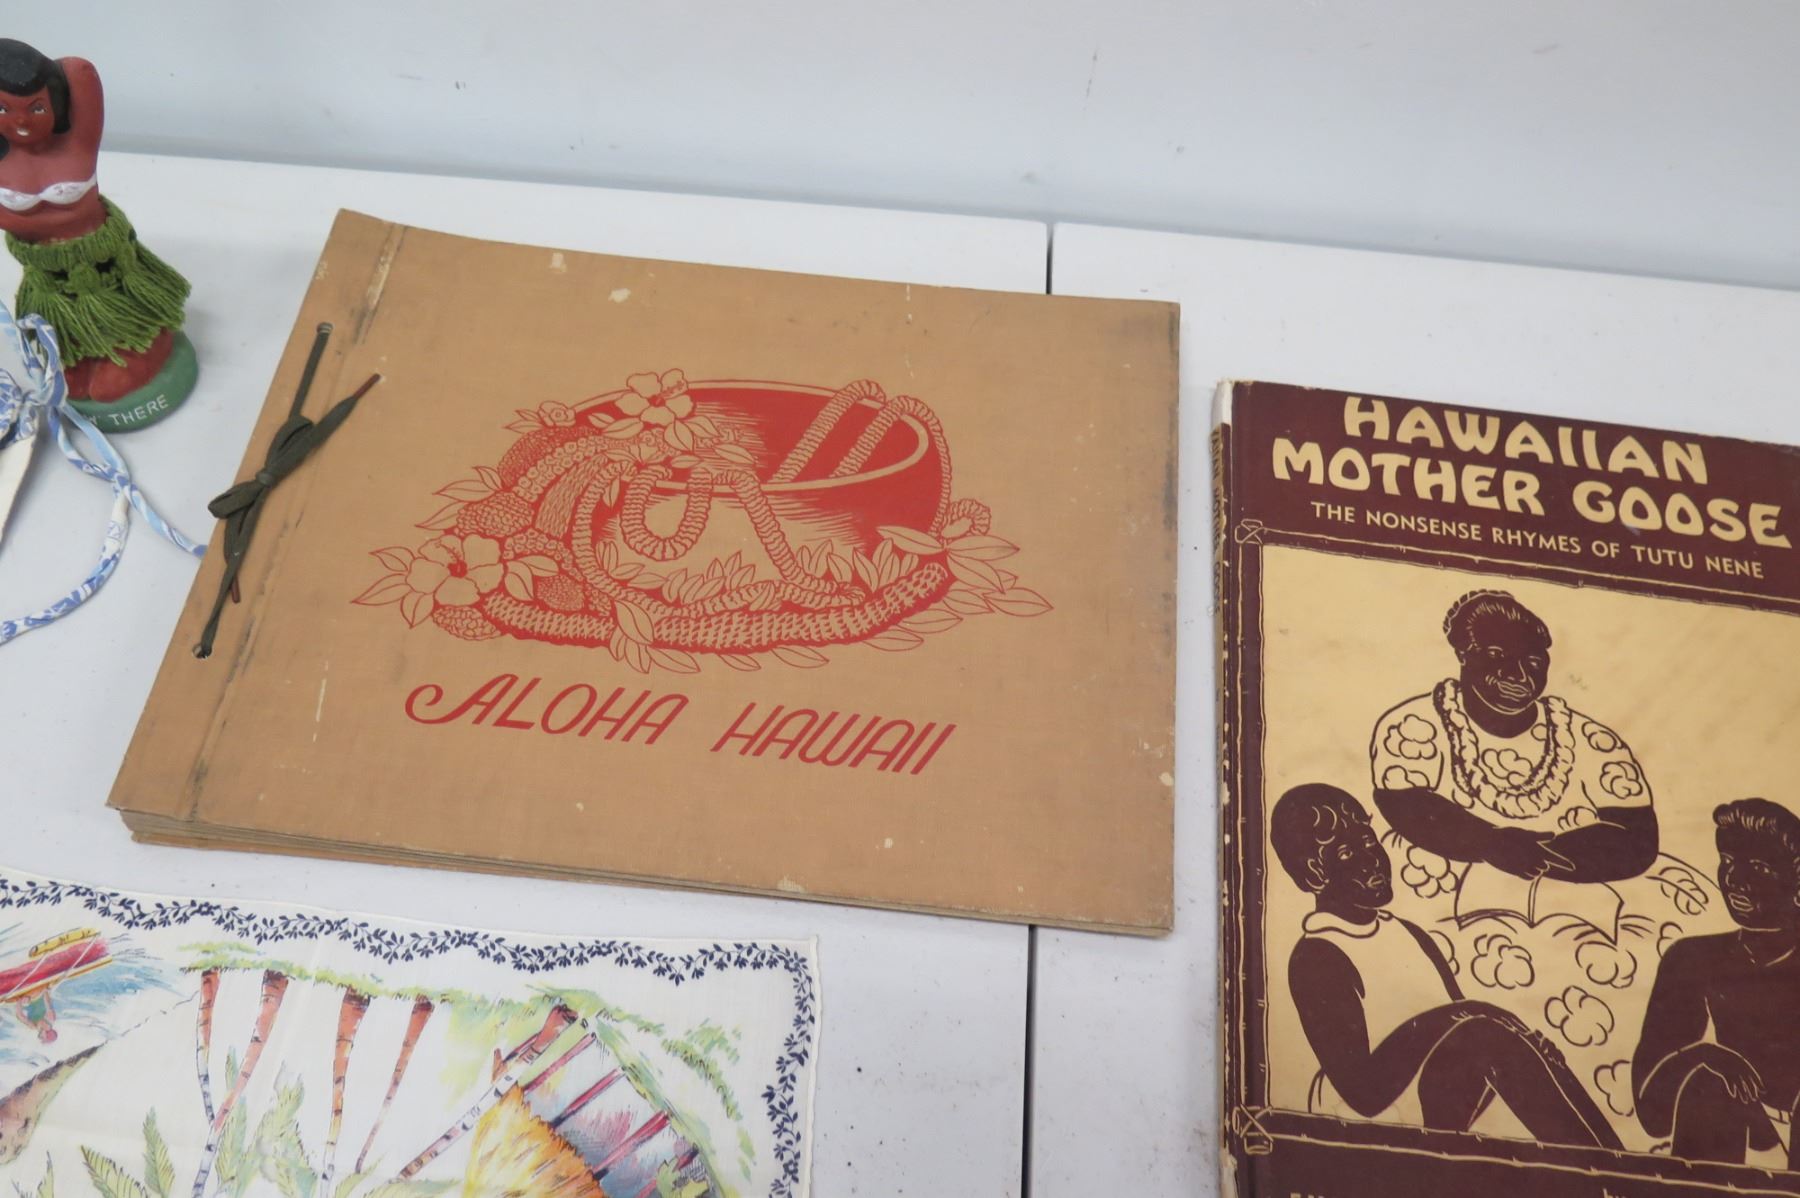 THERE
ALOHA HAWAII
HAWAIIAN
MOTHER GOOSE
THE NONSENSE RHYMES OF TUTU NENE